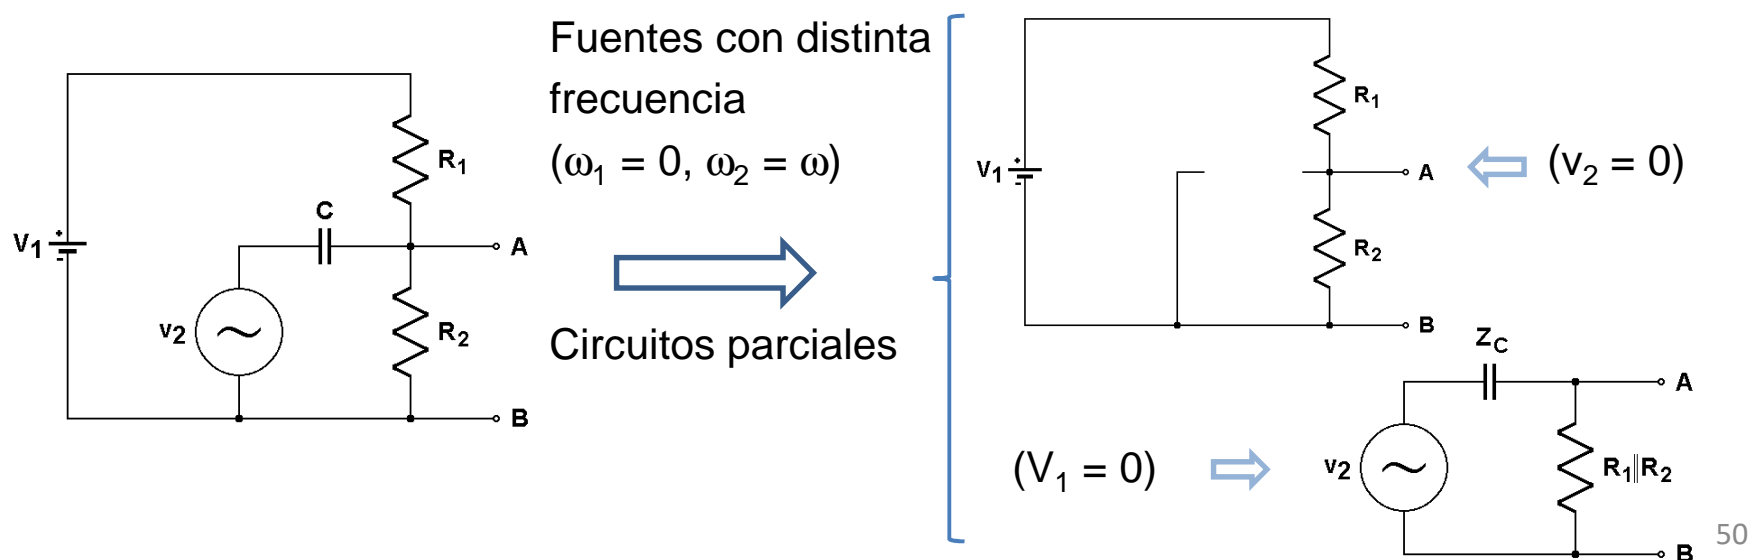 V1
+
-
R1
C
A
v2
~
R2
B
Fuentes con distinta
frecuencia
(ω1 = 0, ω2 = ω)
Circuitos parciales
V1
+
-
R1
A
(v2 = 0)
R2
B
(V1 = 0)
ZC
A
v2
~
R1||R2
B
50